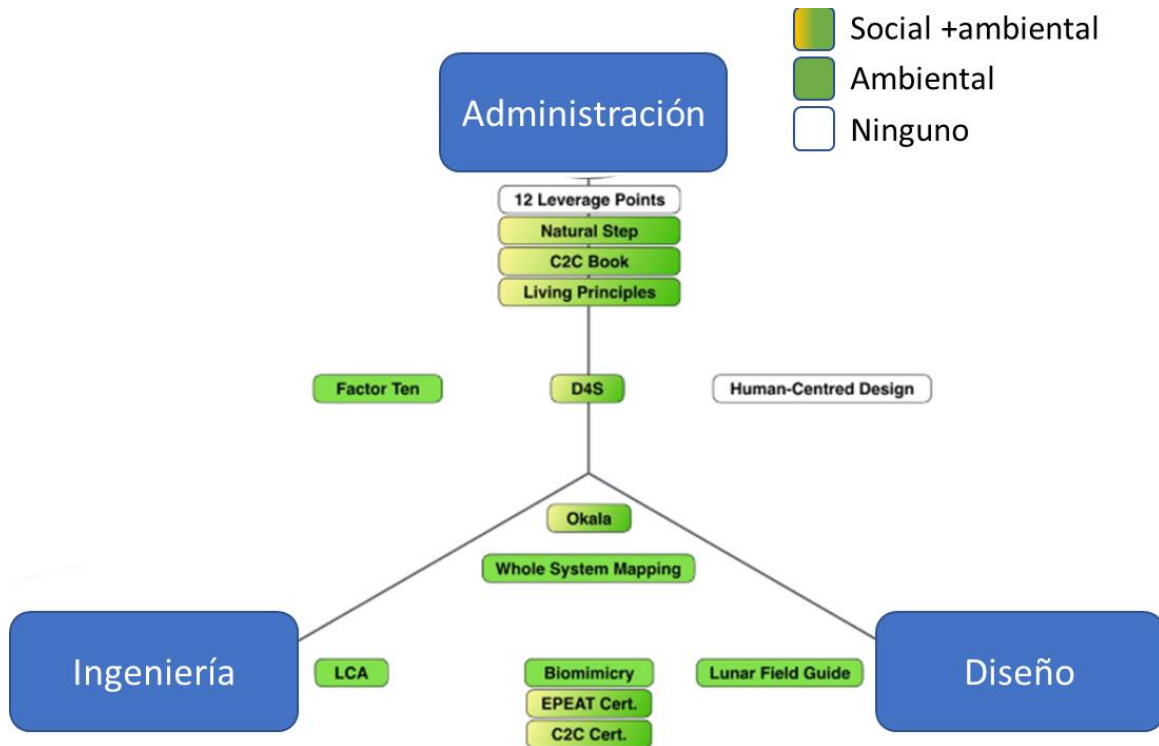 Social +ambiental
Ambiental
Ninguno
Administración
12 Leverage Points
Natural Step
C2C Book
Living Principles
Factor Ten
D4S
Human-Centred Design
Okala
Whole System Mapping
Ingeniería
LCA
Biomimicry
EPEAT Cert.
C2C Cert.
Lunar Field Guide
Diseño